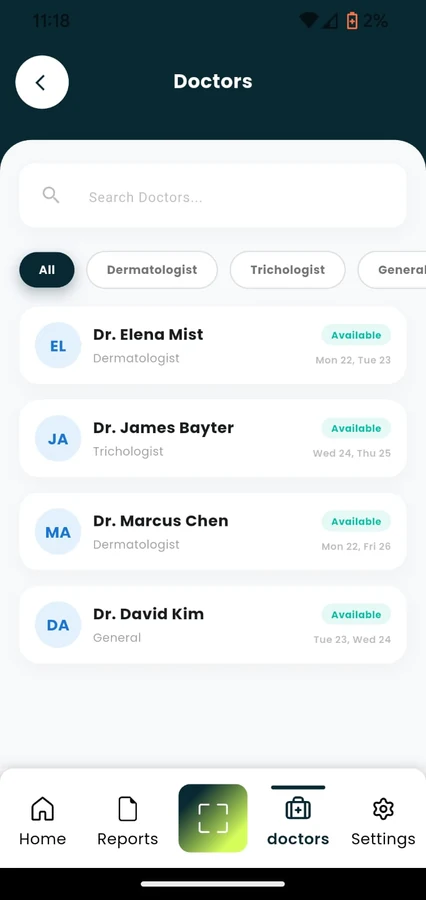 11:18 2%
Doctors
Search Doctors...
All Dermatologist Trichologist General
EL Dr. Elena Mist Available
Dermatologist Mon 22, Tue 23
JA Dr. James Bayter Available
Trichologist Wed 24, Thu 25
MA Dr. Marcus Chen Available
Dermatologist Mon 22, Fri 26
DA Dr. David Kim Available
General Tue 23, Wed 24
Home Reports doctors Settings